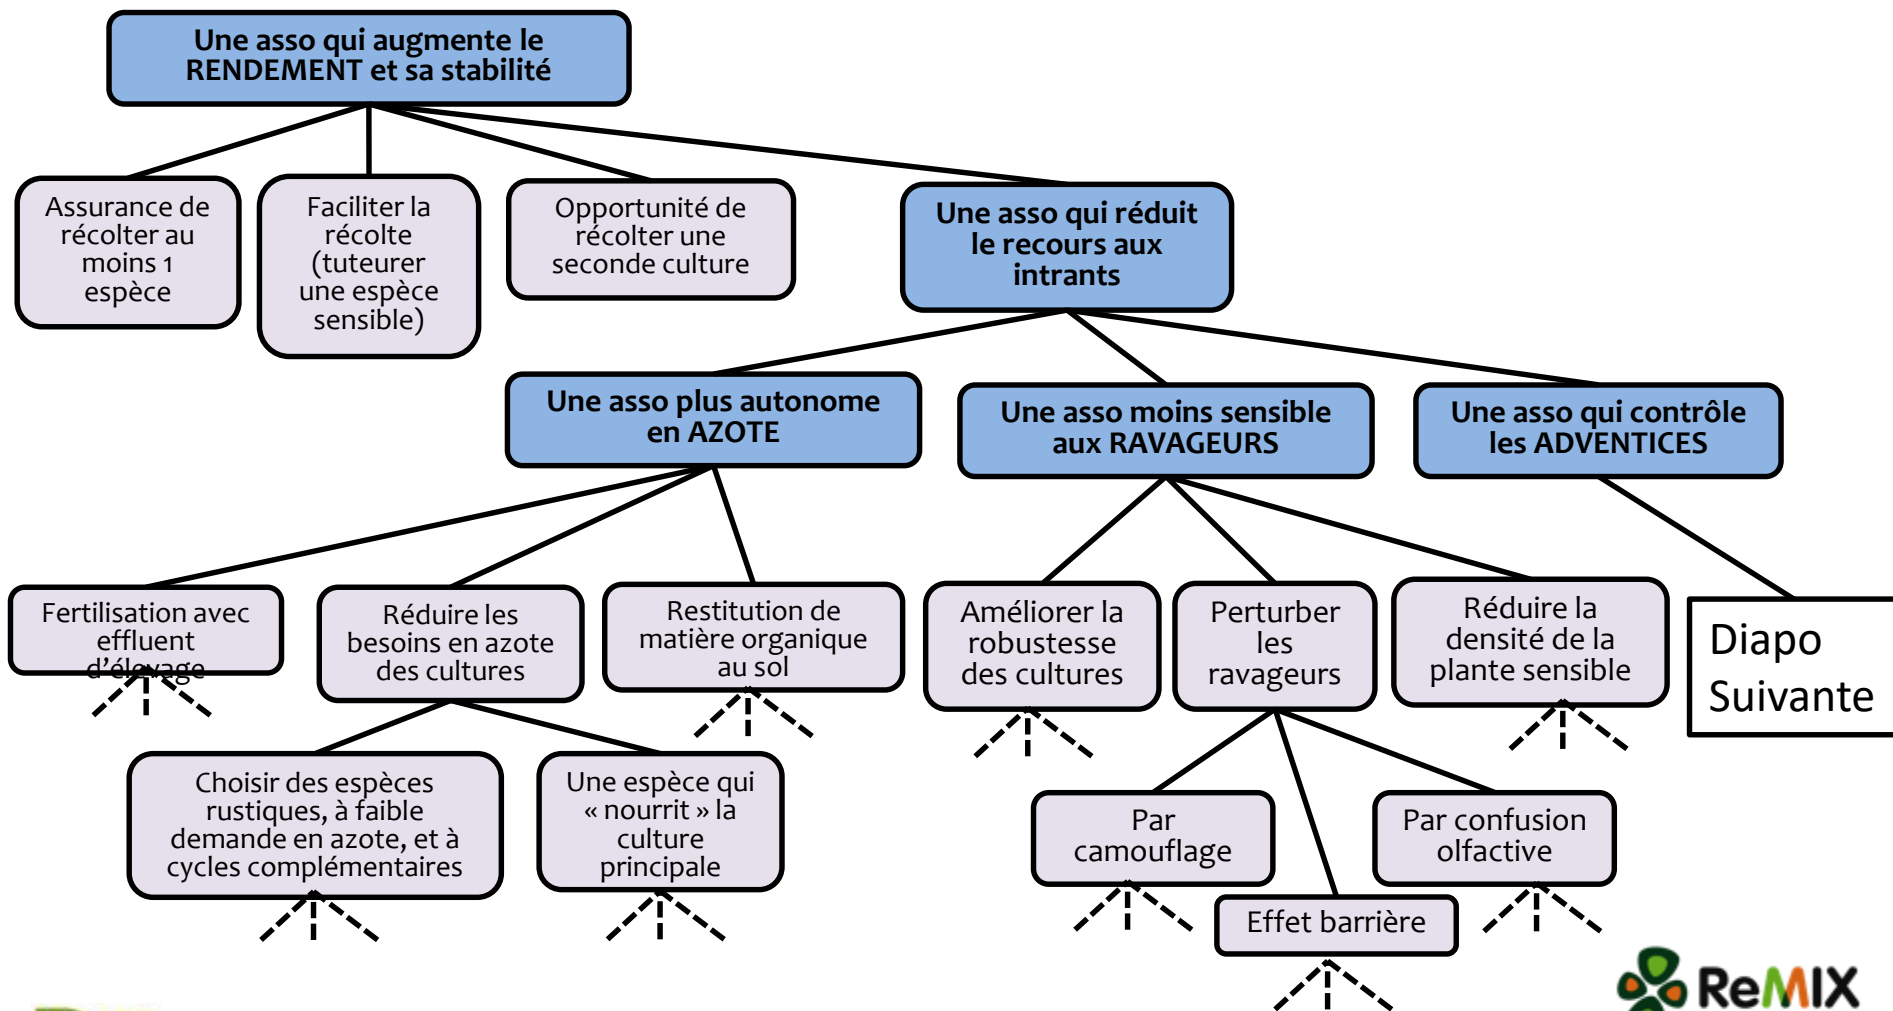 Une asso qui augmente le
RENDEMENT et sa stabilité
Assurance de
récolter au
moins 1
espèce
Faciliter la
récolte
(tuteurer
une espèce
sensible)
Opportunité de
récolter une
seconde culture
Une asso qui réduit
le recours aux
intrants
Une asso plus autonome
en AZOTE
Une asso moins sensible
aux RAVAGEURS
Une asso qui contrôle
les ADVENTICES
Fertilisation avec
effluent
d'élevage
Réduire les
besoins en azote
des cultures
Restitution de
matière organique
au sol
Améliorer la
robustesse
des cultures
Perturber
les
ravageurs
Réduire la
densité de la
plante sensible
Diapo
Suivante
Choisir des espèces
rustiques, à faible
demande en azote, et à
cycles complémentaires
Une espèce qui
« nourrit » la
culture
principale
Par
camouflage
Effet barrière
Par confusion
olfactive
ReMIX